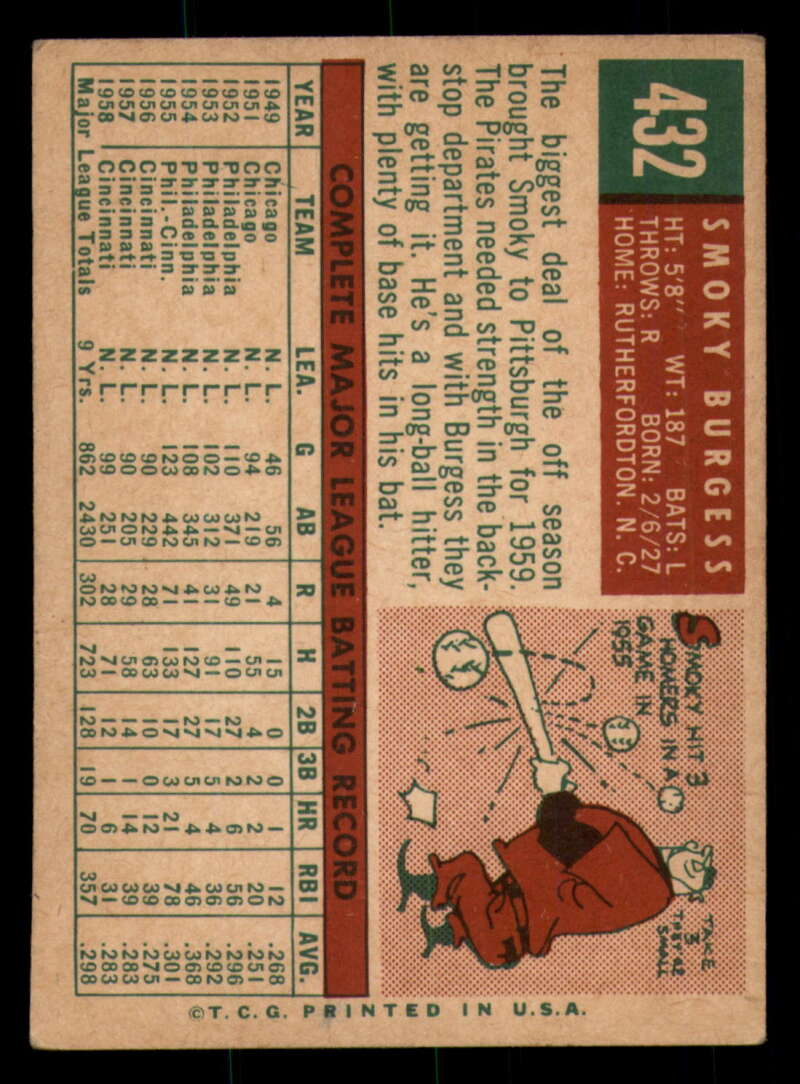 432
SMOKY BURGESS
HT: 5'8" WT: 187 BATS: L
THROWS: R BORN: 2/6/27
HOME: RUTHERFORDTON. N. C.
The biggest deal of the off season
brought Smoky to Pittsburgh for 1959.
The Pirates needed strength in the back-
stop department and with Burgess they
are getting it. He's a long-ball hitter,
with plenty of base hits in his bat.
SMOKY HIT 3
HOMERS IN A
GAME IN
1955
TAKE
3
THEY'RE
SMALL
COMPLETE MAJOR LEAGUE BATTING RECORD
YEAR TEAM LEA. G AB R H 2B 3B HR RBI AVG.
1949 Chicago N. L. 46 56 4 15 0 0 1 12 .268
1951 Chicago N. L. 94 219 21 55 4 2 2 20 .251
1952 Philadelphia N. L. 110 371 49 110 27 2 6 56 .296
1953 Philadelphia N. L. 102 312 31 91 17 5 4 36 .292
1954 Philadelphia N. L. 108 345 41 127 27 5 4 46 .368
1955 Phil.-Cinn. N. L. 123 442 71 133 17 3 21 78 .301
1956 Cincinnati N. L. 90 229 28 63 10 0 12 39 .275
1957 Cincinnati N. L. 90 205 29 58 14 1 14 39 .283
1958 Cincinnati N. L. 99 251 28 71 12 1 6 31 .283
Major League Totals 9 Yrs. 862 2430 302 723 128 19 70 357 .298
©T. C. G. PRINTED IN U.S.A.